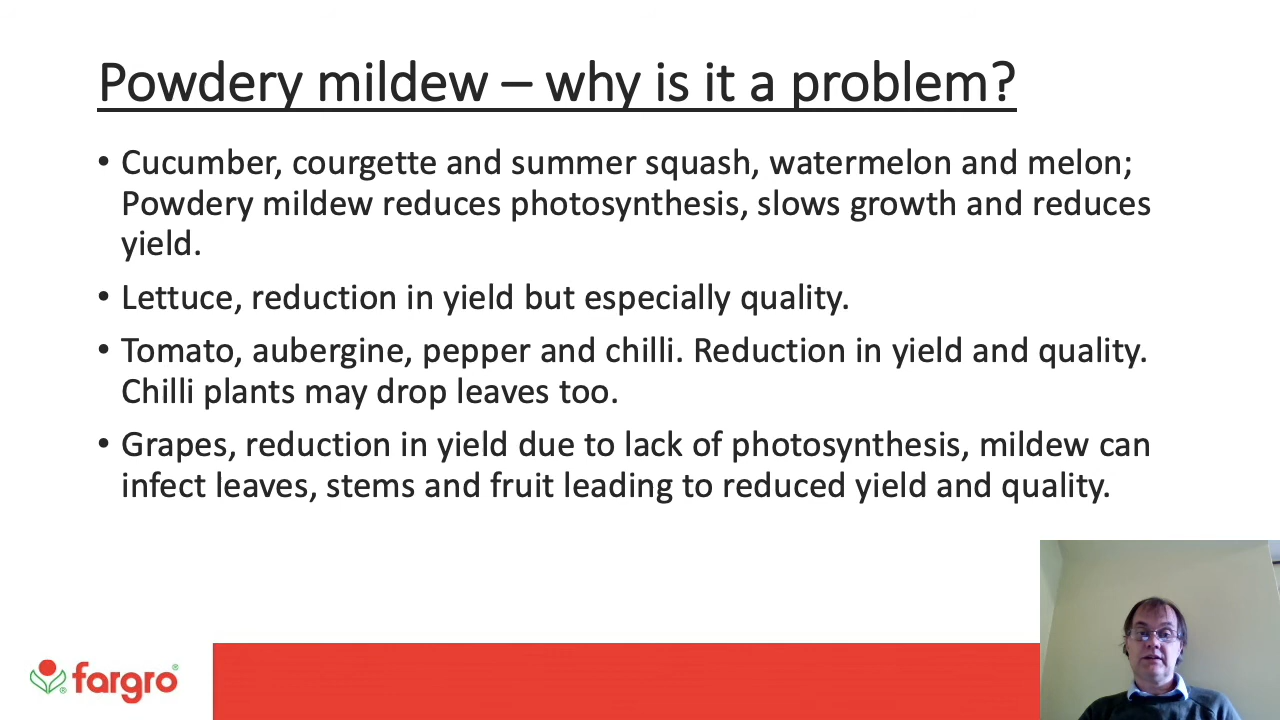 Powdery mildew – why is it a problem?
• Cucumber, courgette and summer squash, watermelon and melon;
Powdery mildew reduces photosynthesis, slows growth and reduces
yield.
• Lettuce, reduction in yield but especially quality.
• Tomato, aubergine, pepper and chilli. Reduction in yield and quality.
Chilli plants may drop leaves too.
• Grapes, reduction in yield due to lack of photosynthesis, mildew can
infect leaves, stems and fruit leading to reduced yield and quality.
fargro®